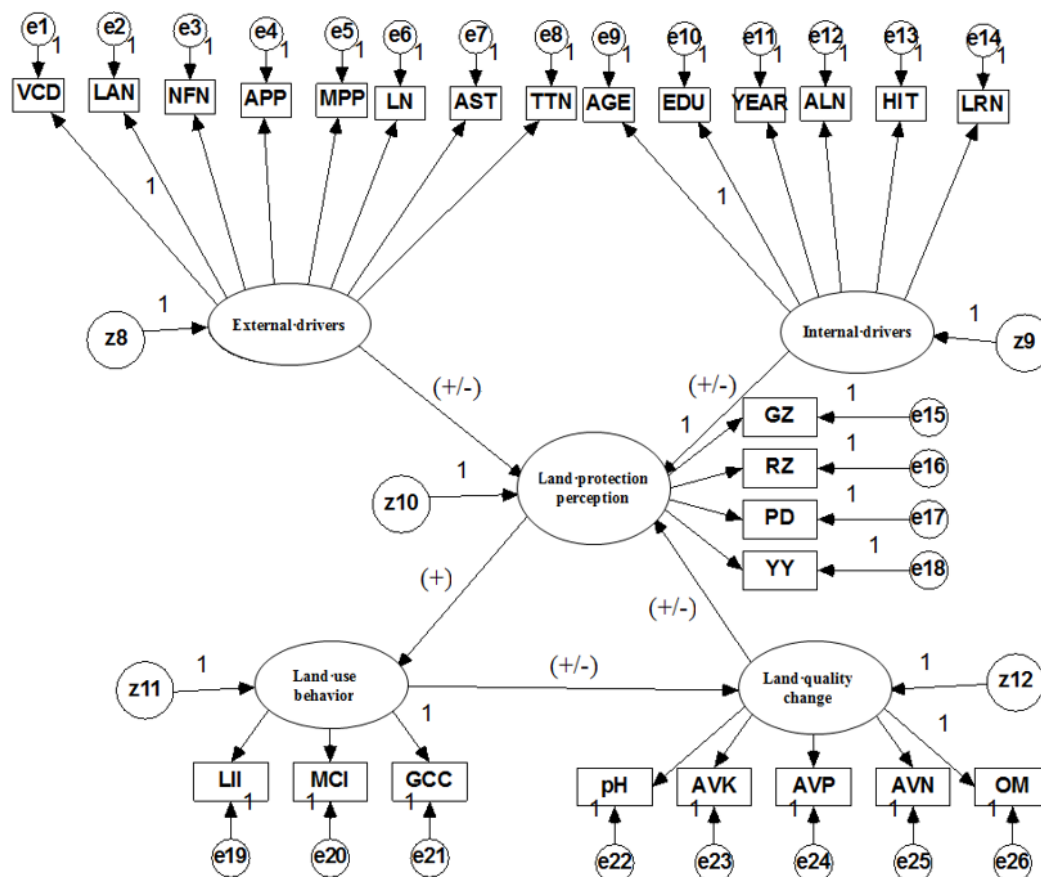 e1 e2 e3 e4 e5 e6 e7 e8 e9 e10 e11 e12 e13 e14
1 1 1 1 1 1 1 1 1 1 1 1 1 1
VCD LAN NFN APP MPP LN AST TTN AGE EDU YEAR ALN HIT LRN
1 1
z8 1 External·drivers Internal·drivers 1 z9
(+/-) (+/-)
1 GZ 1 e15
RZ 1 e16
z10 1 Land·protection
perception
PD 1 e17
YY 1 e18
(+) (+/-)
z11 1 Land·use
behavior
(+/-)
Land·quality
change
1 z12
1 1
LII MCI GCC pH AVK AVP AVN OM
1 1 1 1 1 1 1 1
e19 e20 e21 e22 e23 e24 e25 e26